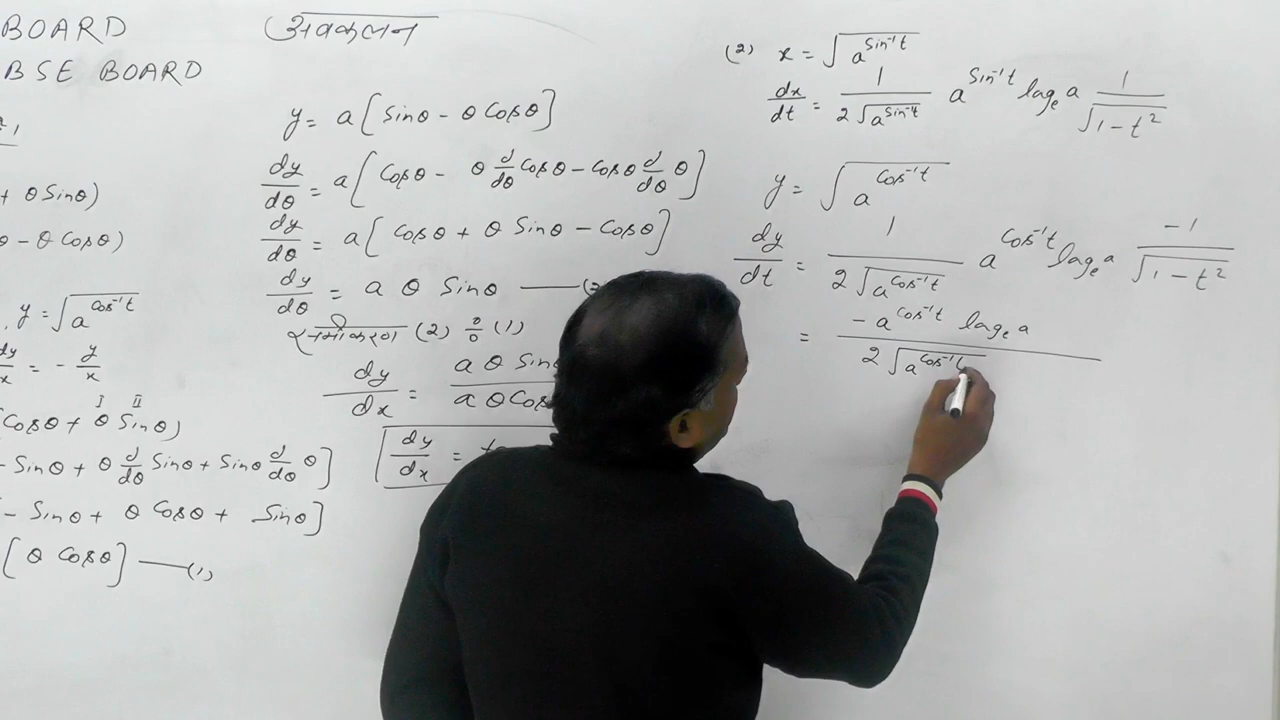 BOARD
BSE BOARD
+ θ Sinθ)
θ - θ Cosθ)
y = √(a^(cos⁻¹t))
dy/x = - y/x
I II
Cosθ + θ Sinθ)
- Sinθ + θ d/dθ Sinθ + Sinθ d/dθ θ]
- Sinθ + θ Cosθ + Sinθ]
[θ Cosθ] —(1)
अवकलन
y = a[Sinθ - θ Cosθ]
dy/dθ = a[Cosθ - θ d/dθ Cosθ - Cosθ d/dθ θ]
dy/dθ = a[Cosθ + θ Sinθ - Cosθ]
dy/dθ = a θ Sinθ —(2
समीकरण (2) ÷ (1)
dy/dx = a θ Sin / a θ Cos
dy/dx =
(2) x = √(a^(Sin⁻¹t))
dx/dt = 1/(2√(a^(Sin⁻¹t))) a^(Sin⁻¹t) logₑa 1/√(1-t²)
y = √(a^(Cos⁻¹t))
dy/dt = 1/(2√(a^(Cos⁻¹t))) a^(Cos⁻¹t) logₑa -1/√(1-t²)
= -a^(Cos⁻¹t) logₑa / 2√(a^(Cos⁻¹t))